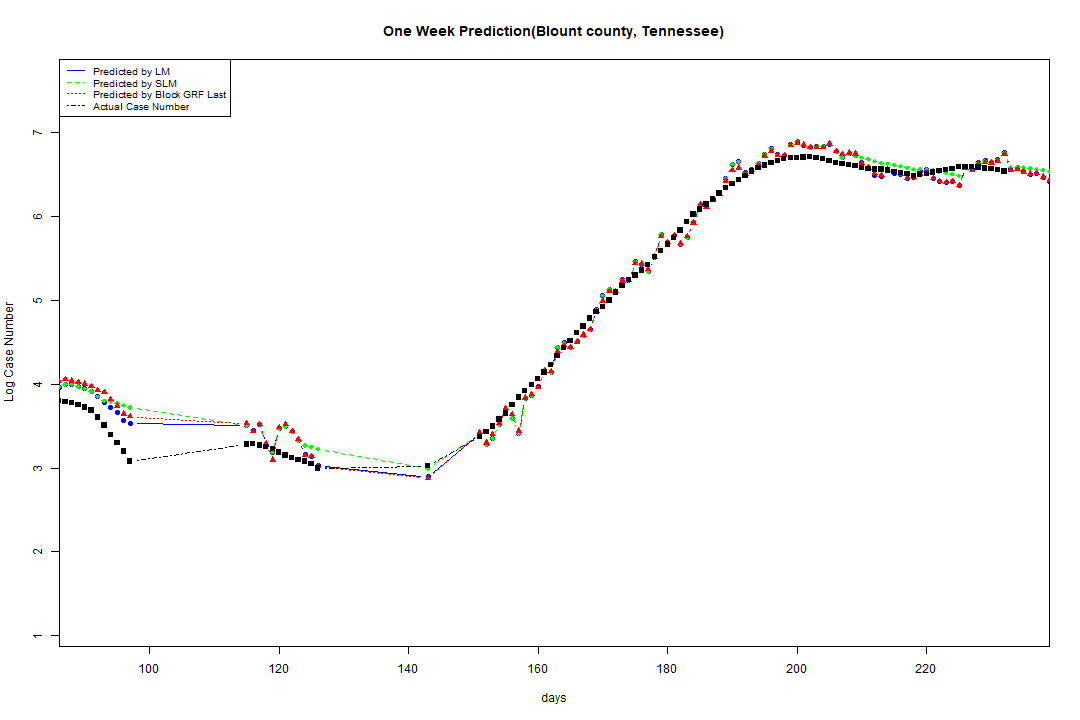 One Week Prediction(Blount county, Tennessee)
Predicted by LM
Predicted by SLM
Predicted by Block GRF Last
Actual Case Number
Log Case Number
7
6
5
4
3
2
1
100 120 140 160 180 200 220
days